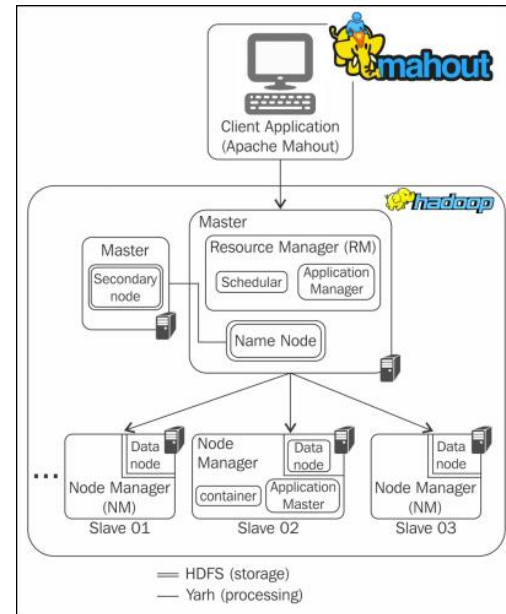 mahout
Client Application
(Apache Mahout)
hadoop
Master
Resource Manager (RM)
Schedular
Application
Manager
Name Node
Master
Secondary
node
Data
node
Node Manager
(NM)
Slave 01
Node
Manager
Data
node
container
Application
Master
Slave 02
Data
node
Node Manager
(NM)
Slave 03
...
HDFS (storage)
Yarh (processing)